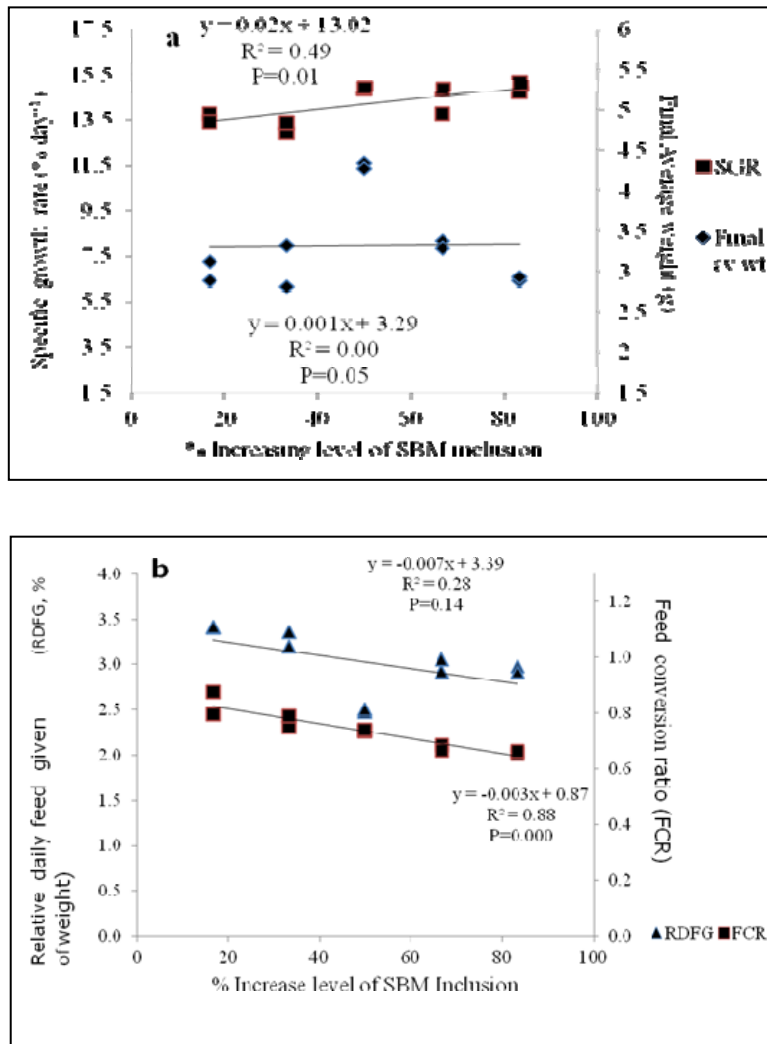 a
y = 0.02x + 13.02
R² = 0.49
P=0.01
17.5
15.5
13.5
11.5
9.5
7.5
5.5
3.5
1.5
Specific growth rate (% day⁻¹)
6
5.5
5
4.5
4
3.5
3
2.5
2
1.5
Final Average weight (g)
SGR
Final
av wt
y = 0.001x + 3.29
R² = 0.00
P=0.05
0
20
40
60
80
100
% Increasing level of SBM inclusion
b
y = -0.007x + 3.39
R² = 0.28
P=0.14
4.0
3.5
3.0
2.5
2.0
1.5
1.0
0.5
0.0
Relative daily feed given (RDFG, %
of weight)
1.2
1.0
0.8
0.6
0.4
0.2
0.0
Feed conversion
ratio (FCR)
y = -0.003x + 0.87
R² = 0.88
P=0.000
RDFG FCR
0
20
40
60
80
100
% Increase level of SBM Inclusion